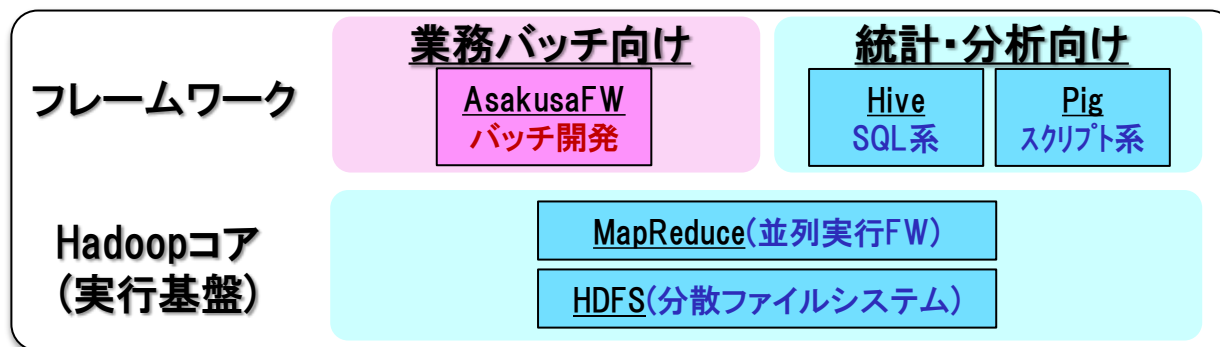 業務バッチ向け
統計・分析向け
フレームワーク
AsakusaFW
バッチ開発
Hive
SQL系
Pig
スクリプト系
Hadoopコア
(実行基盤)
MapReduce(並列実行FW)
HDFS(分散ファイルシステム)